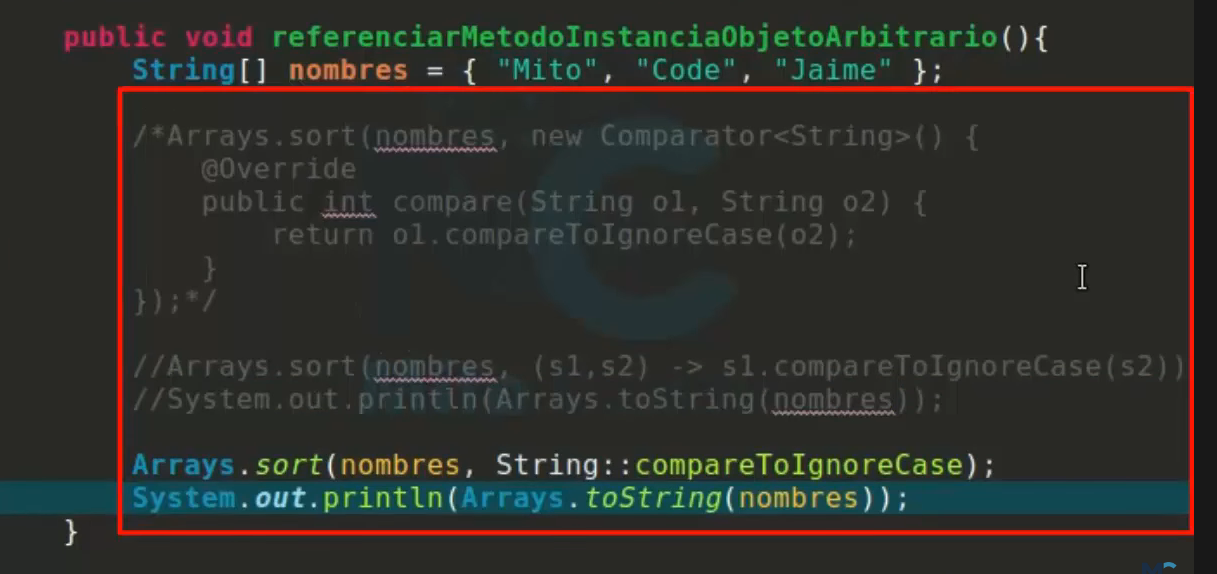 public void referenciarMetodoInstanciaObjetoArbitrario(){
String[] nombres = { "Mito", "Code", "Jaime" };
/*Arrays.sort(nombres, new Comparator<String>() {
@Override
public int compare(String o1, String o2) {
return o1.compareToIgnoreCase(o2);
}
});*/
//Arrays.sort(nombres, (s1,s2) -> s1.compareToIgnoreCase(s2))
//System.out.println(Arrays.toString(nombres));
Arrays.sort(nombres, String::compareToIgnoreCase);
System.out.println(Arrays.toString(nombres));
}